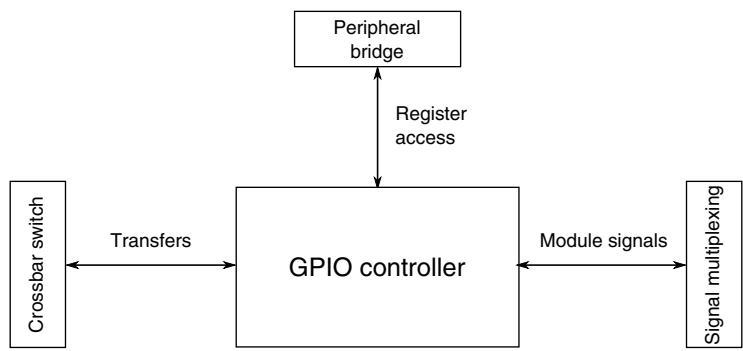 Peripheral
bridge
Register
access
Crossbar switch
Transfers
GPIO controller
Module signals
Signal multiplexing